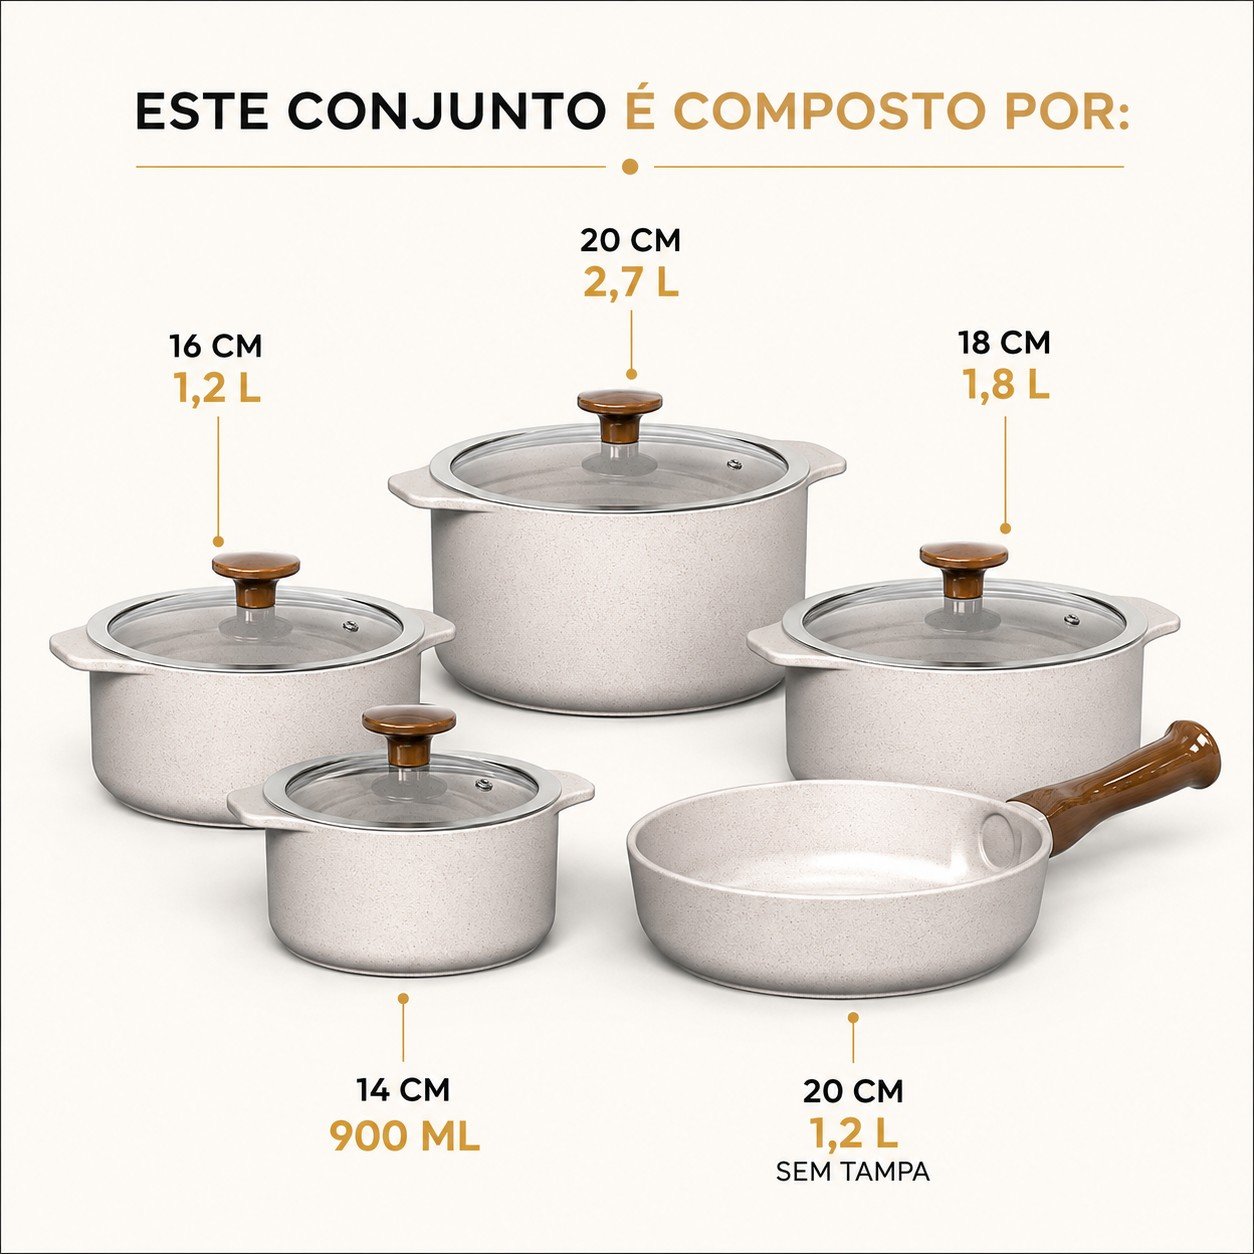 ESTE CONJUNTO É COMPOSTO POR:
20 CM
2,7 L
16 CM
1,2 L
18 CM
1,8 L
14 CM
900 ML
20 CM
1,2 L
SEM TAMPA